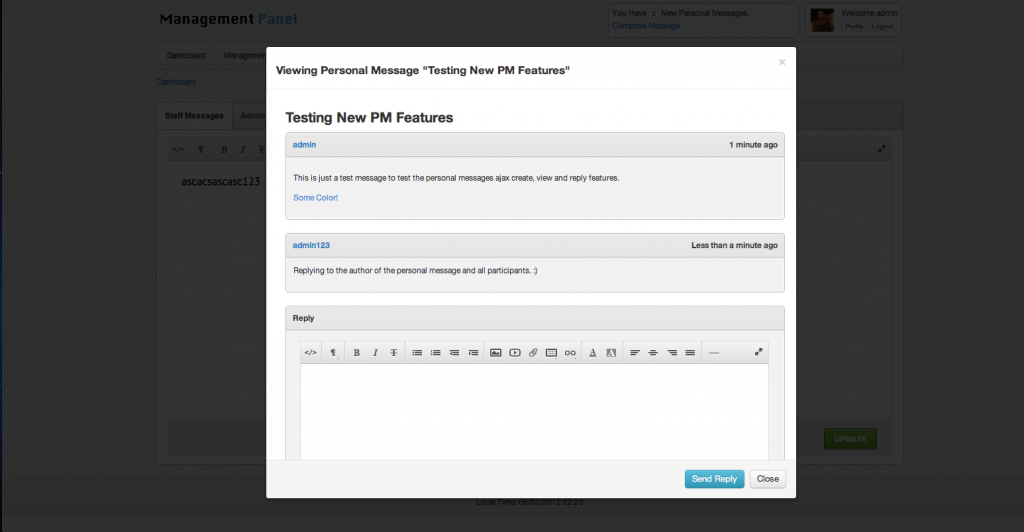 Management Panel
You Have 5 New Personal Messages.
Compose Message
Welcome admin
Profile Logout
Dashboard Managemen
Dashboard
Viewing Personal Message "Testing New PM Features"
×
Staff Messages Admin
</> ¶ B I T
ascacsascasc123
Testing New PM Features
admin 1 minute ago
This is just a test message to test the personal messages ajax create, view and reply features.
Some Color!
admin123 Less than a minute ago
Replying to the author of the personal message and all participants. :)
Reply
</> ¶ B I T A A
UPDATE
Send Reply Close
Local Time: 06/02/2012 22:23